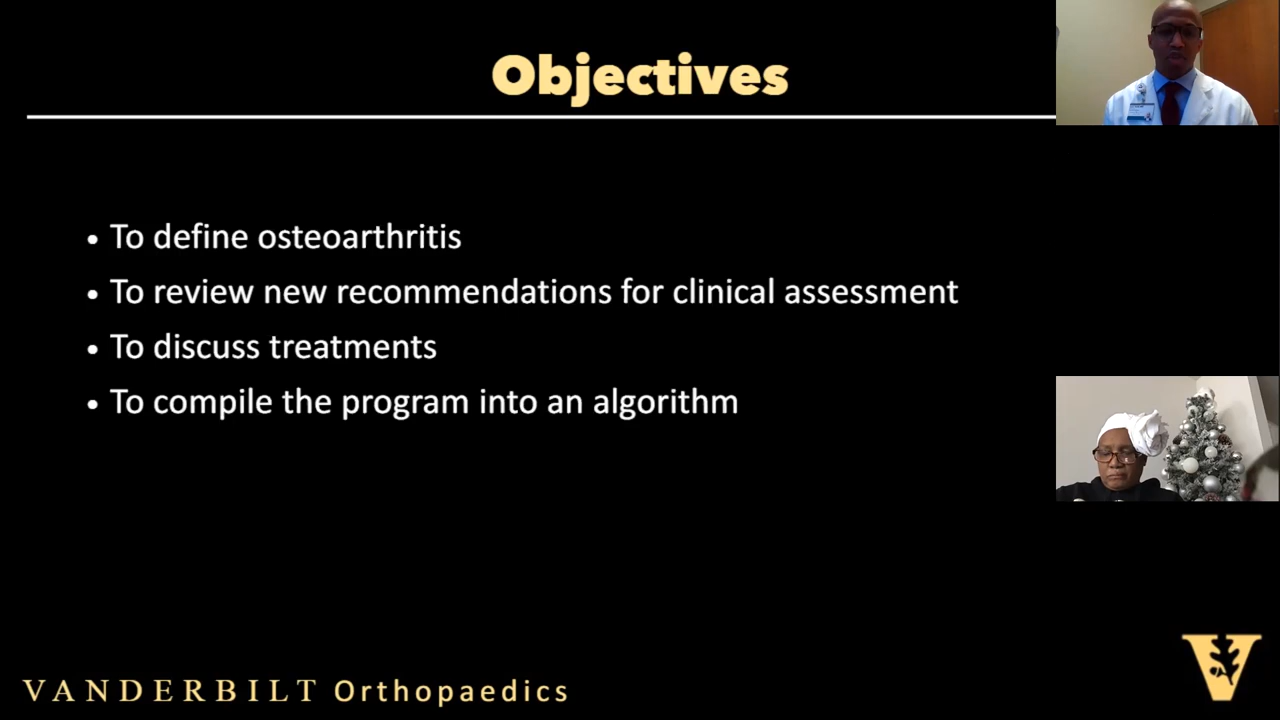 Objectives
• To define osteoarthritis
• To review new recommendations for clinical assessment
• To discuss treatments
• To compile the program into an algorithm
VANDERBILT Orthopaedics
V